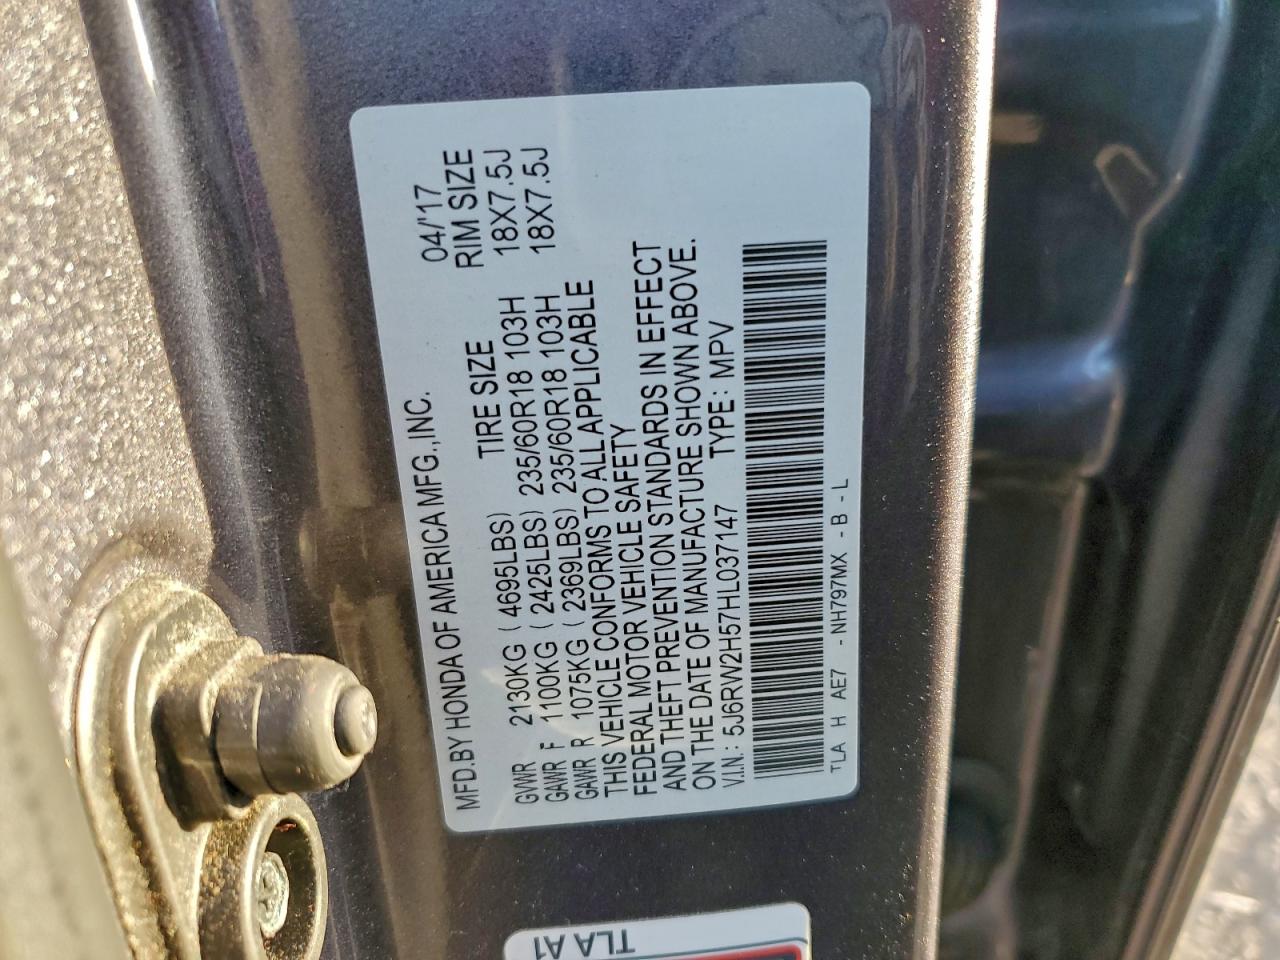 MFD.BY HONDA OF AMERICA MFG.,INC. 04/'17
TIRE SIZE RIM SIZE
GVWR 2130KG ( 4695LBS)
GAWR F 1100KG ( 2425LBS) 235/60R18 103H 18X7.5J
GAWR R 1075KG ( 2369LBS) 235/60R18 103H 18X7.5J
THIS VEHICLE CONFORMS TO ALL APPLICABLE
FEDERAL MOTOR VEHICLE SAFETY
AND THEFT PREVENTION STANDARDS IN EFFECT
ON THE DATE OF MANUFACTURE SHOWN ABOVE.
V.I.N.: 5J6RW2H57HL037147 TYPE: MPV
TLA H AE7 - NH797MX - B - L
TLA A1